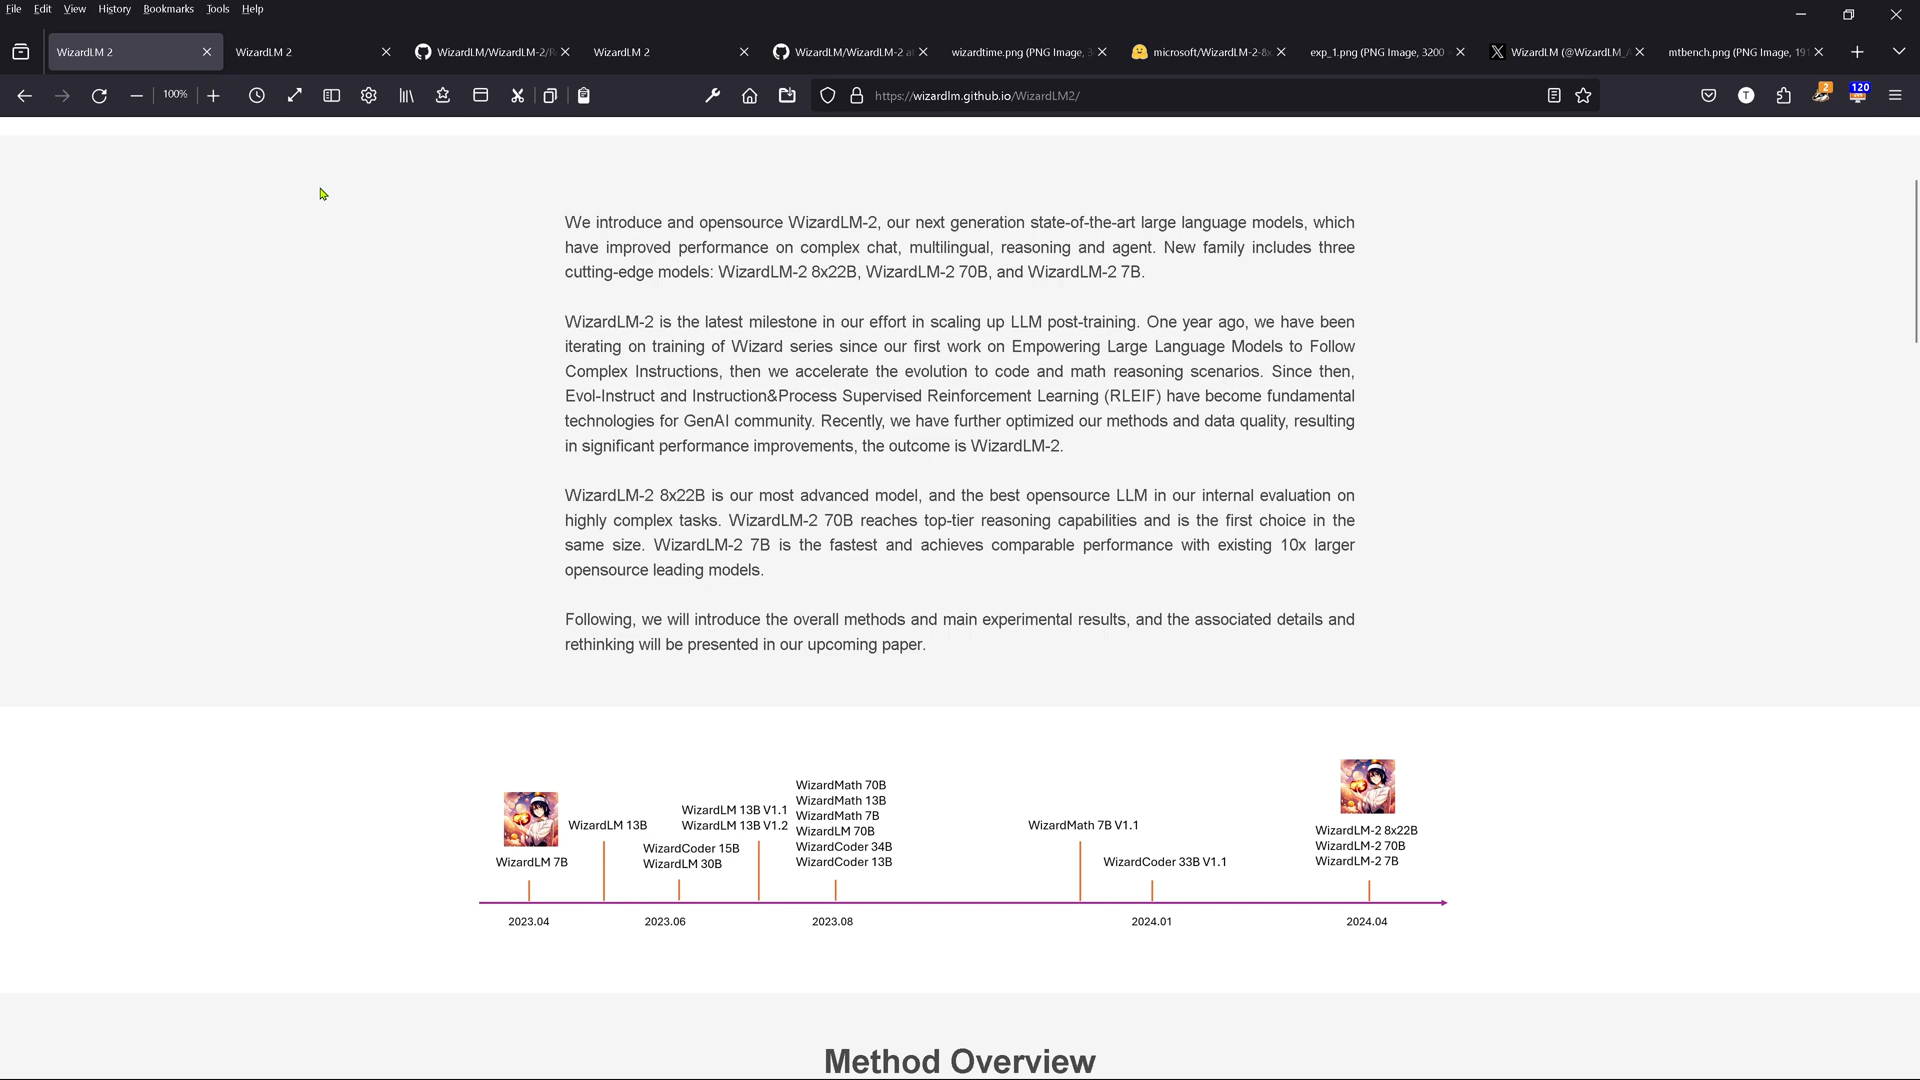 File Edit View History Bookmarks Tools Help
WizardLM 2
WizardLM 2
WizardLM/WizardLM-2/R
WizardLM 2
WizardLM/WizardLM-2 at
wizardtime.png (PNG Image, 3
microsoft/WizardLM-2-8x
exp_1.png (PNG Image, 3200
WizardLM (@WizardLM_A
mtbench.png (PNG Image, 191
100%
https://wizardlm.github.io/WizardLM2/
T
2
120
We introduce and opensource WizardLM-2, our next generation state-of-the-art large language models, which
have improved performance on complex chat, multilingual, reasoning and agent. New family includes three
cutting-edge models: WizardLM-2 8x22B, WizardLM-2 70B, and WizardLM-2 7B.
WizardLM-2 is the latest milestone in our effort in scaling up LLM post-training. One year ago, we have been
iterating on training of Wizard series since our first work on Empowering Large Language Models to Follow
Complex Instructions, then we accelerate the evolution to code and math reasoning scenarios. Since then,
Evol-Instruct and Instruction&Process Supervised Reinforcement Learning (RLEIF) have become fundamental
technologies for GenAI community. Recently, we have further optimized our methods and data quality, resulting
in significant performance improvements, the outcome is WizardLM-2.
WizardLM-2 8x22B is our most advanced model, and the best opensource LLM in our internal evaluation on
highly complex tasks. WizardLM-2 70B reaches top-tier reasoning capabilities and is the first choice in the
same size. WizardLM-2 7B is the fastest and achieves comparable performance with existing 10x larger
opensource leading models.
Following, we will introduce the overall methods and main experimental results, and the associated details and
rethinking will be presented in our upcoming paper.
WizardLM 7B
WizardLM 13B
WizardCoder 15B
WizardLM 30B
WizardLM 13B V1.1
WizardLM 13B V1.2
WizardMath 70B
WizardMath 13B
WizardMath 7B
WizardLM 70B
WizardCoder 34B
WizardCoder 13B
WizardMath 7B V1.1
WizardCoder 33B V1.1
WizardLM-2 8x22B
WizardLM-2 70B
WizardLM-2 7B
2023.04
2023.06
2023.08
2024.01
2024.04
Method Overview